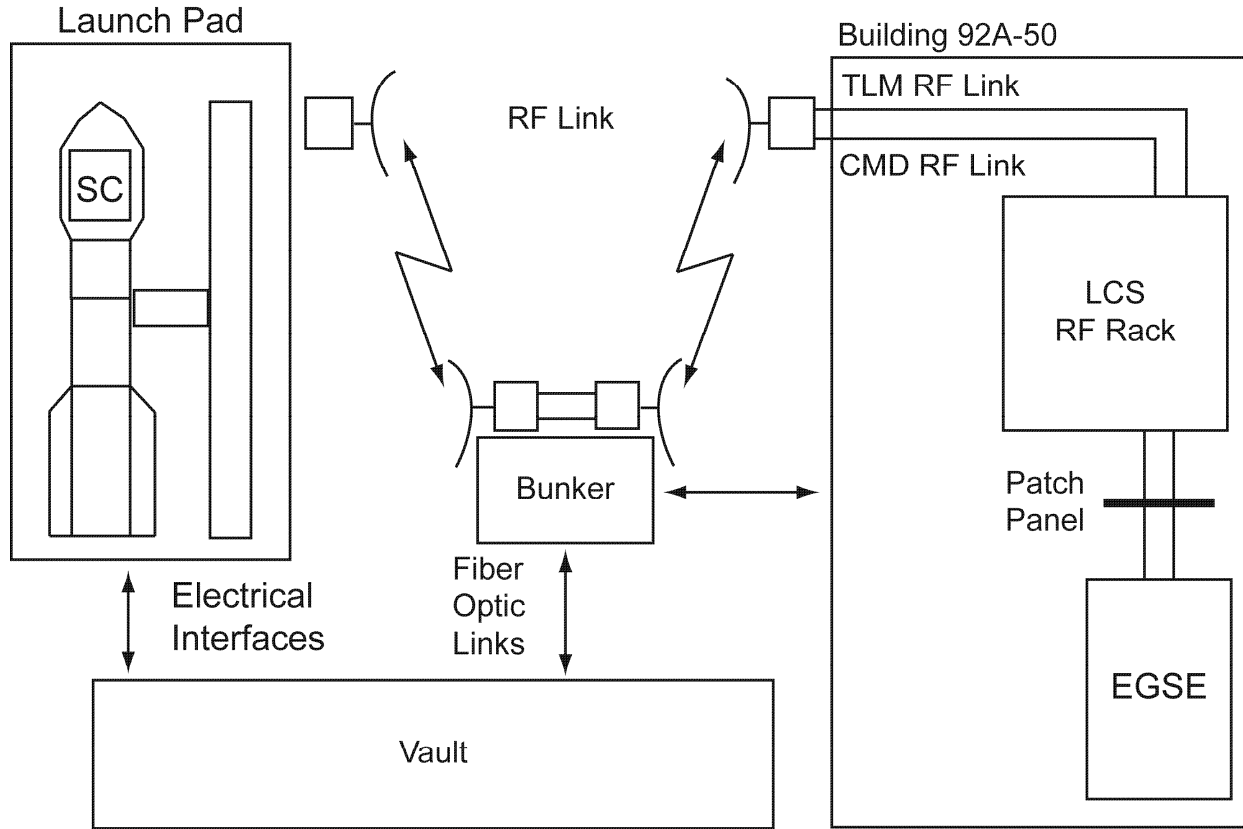 Launch Pad
Building 92A-50
TLM RF Link
RF Link
CMD RF Link
SC
LCS
RF Rack
Bunker
Patch
Panel
Fiber
Optic
Links
Electrical
Interfaces
EGSE
Vault